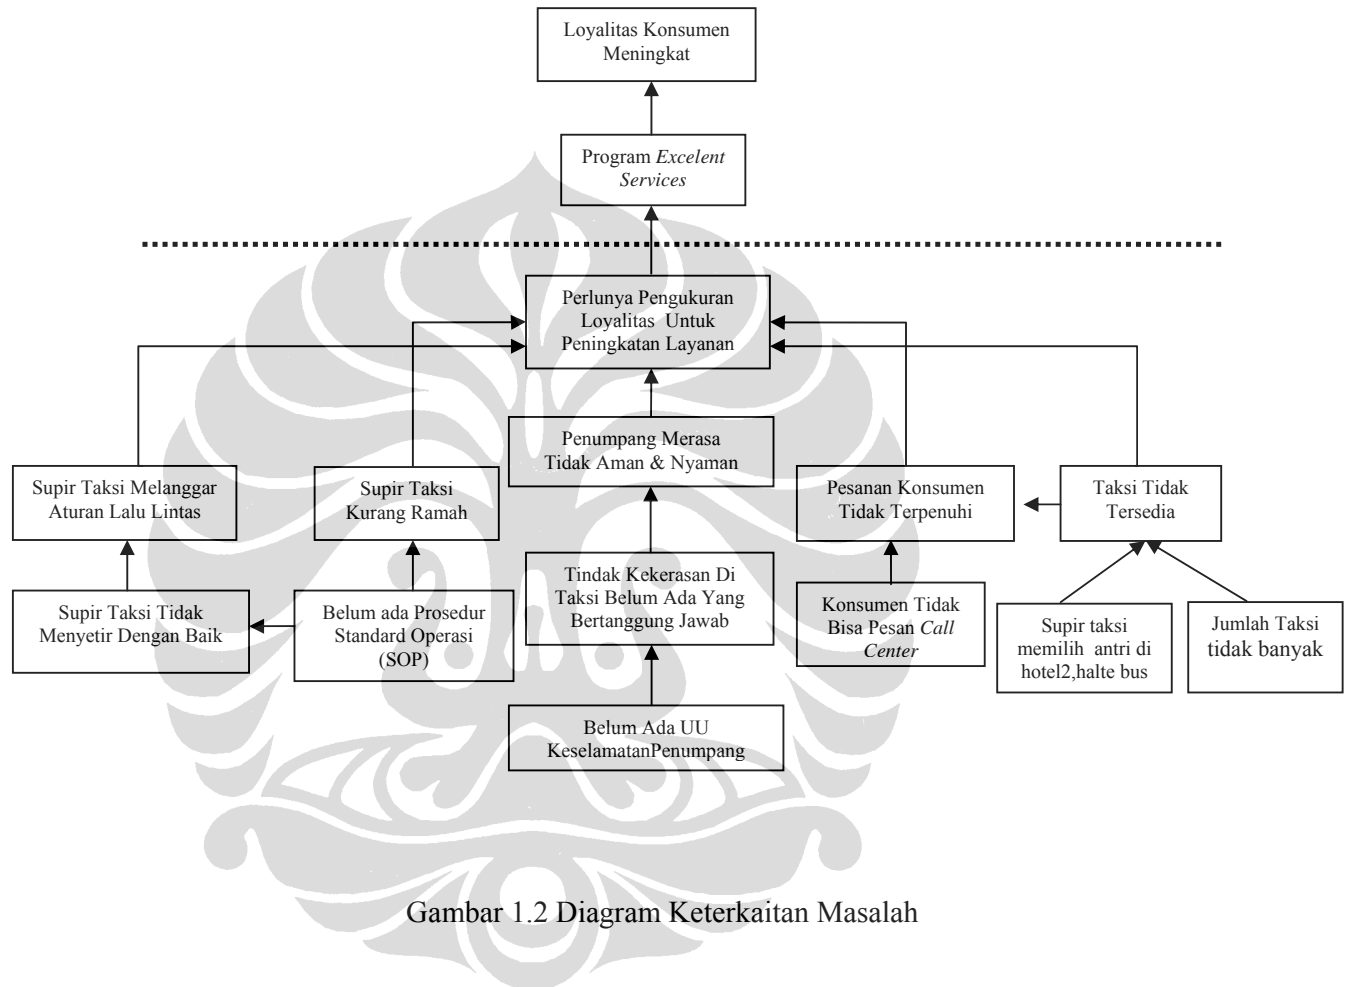 Loyalitas Konsumen
Meningkat
Program Excelent
Services
Perlunya Pengukuran
Loyalitas Untuk
Peningkatan Layanan
Penumpang Merasa
Tidak Aman & Nyaman
Supir Taksi Melanggar
Aturan Lalu Lintas
Supir Taksi
Kurang Ramah
Pesanan Konsumen
Tidak Terpenuhi
Taksi Tidak
Tersedia
Tindak Kekerasan Di
Taksi Belum Ada Yang
Bertanggung Jawab
Supir Taksi Tidak
Menyetir Dengan Baik
Belum ada Prosedur
Standard Operasi
(SOP)
Konsumen Tidak
Bisa Pesan Call
Center
Supir taksi
memilih antri di
hotel2,halte bus
Jumlah Taksi
tidak banyak
Belum Ada UU
KeselamatanPenumpang
Gambar 1.2 Diagram Keterkaitan Masalah